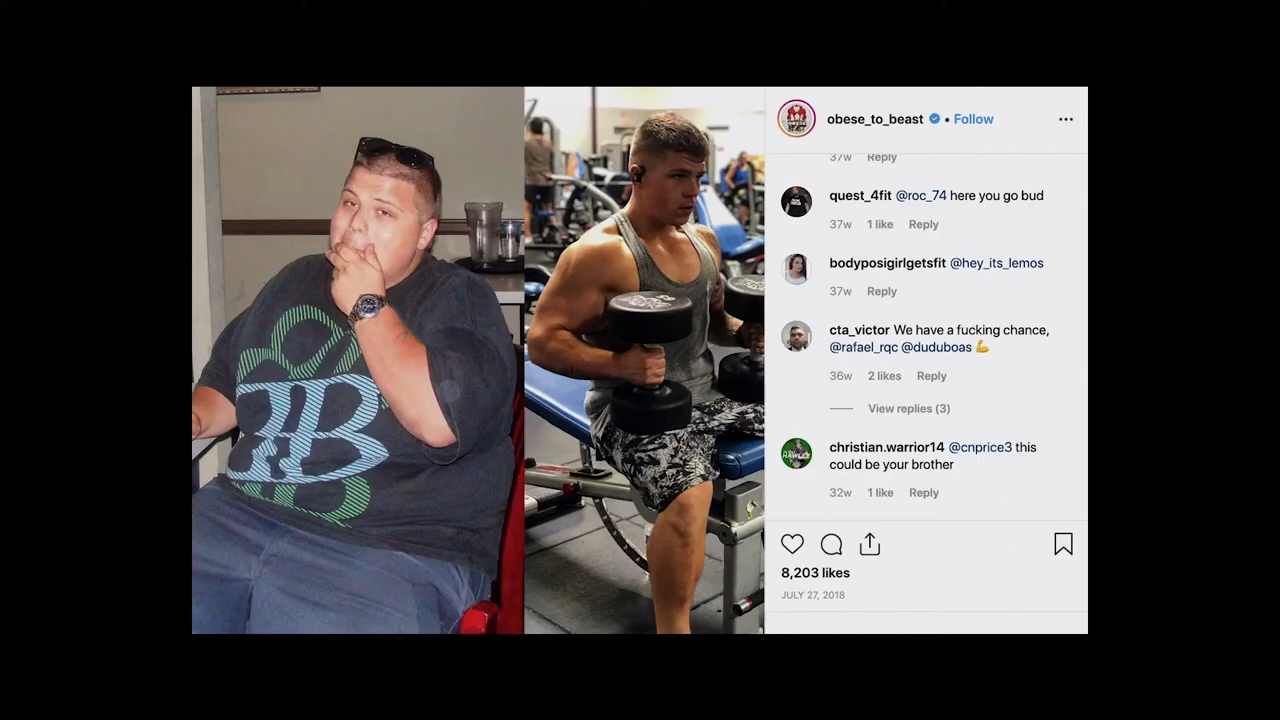 obese_to_beast • Follow
37w Reply
quest_4fit @roc_74 here you go bud
37w 1 like Reply
bodyposigirlgetsfit @hey_its_lemos
37w Reply
cta_victor We have a fucking chance,
@rafael_rqc @duduboas 💪
36w 2 likes Reply
View replies (3)
christian.warrior14 @cnprice3 this
could be your brother
32w 1 like Reply
8,203 likes
JULY 27, 2018